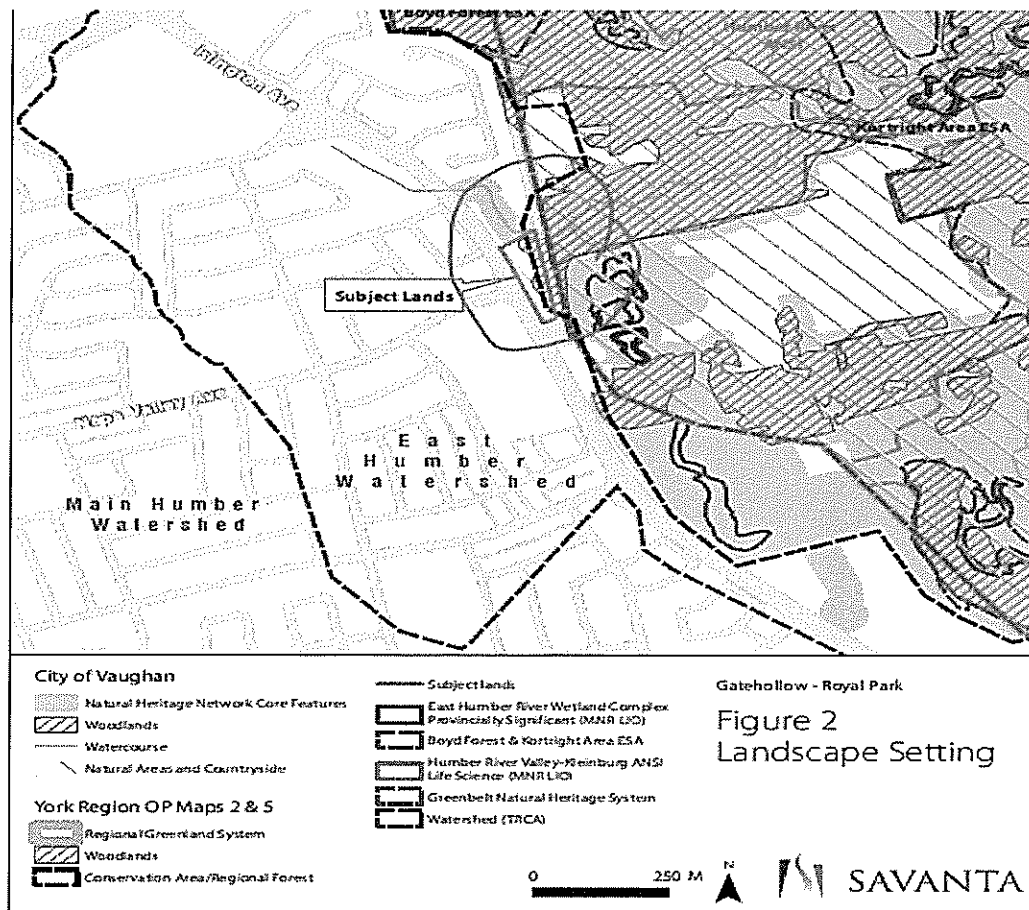 Boyd Forest ESA
Islington Ave
Kortright Area ESA
Subject Lands
East
Humber
Watershed
Main Humber
Watershed
City of Vaughan
Natural Heritage Network Core Features
Woodlands
Watercourse
Natural Areas and Countryside
York Region OP Maps 2 & 5
Regional Greenland System
Woodlands
Conservation Area/Regional Forest
Subject lands
East Humber River Wetland Complex
Provincially Significant (MNR LIO)
Boyd Forest & Kortright Area ESA
Humber River Valley-Kleinburg ANSI
Life Science (MNR LIO)
Greenbelt Natural Heritage System
Watershed (TRCA)
Gatehollow - Royal Park
Figure 2
Landscape Setting
0 250 M
N
SAVANTA